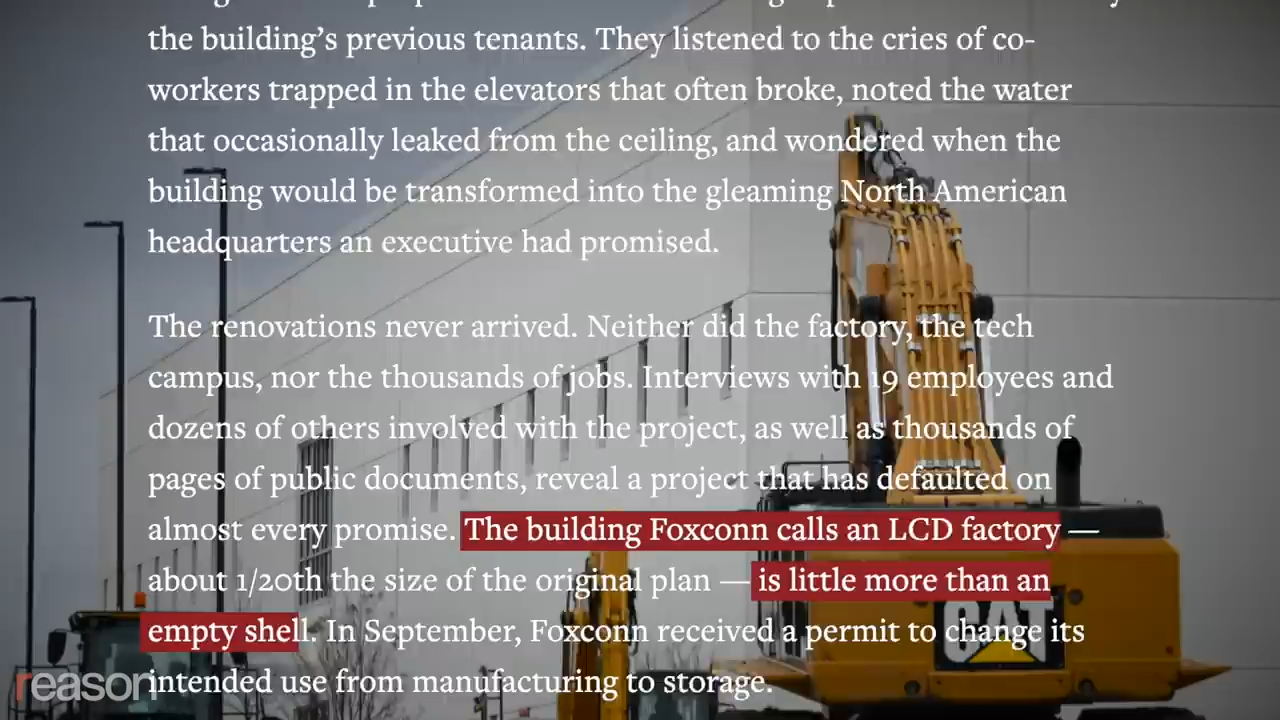 the building’s previous tenants. They listened to the cries of co-
workers trapped in the elevators that often broke, noted the water
that occasionally leaked from the ceiling, and wondered when the
building would be transformed into the gleaming North American
headquarters an executive had promised.
The renovations never arrived. Neither did the factory, the tech
campus, nor the thousands of jobs. Interviews with 19 employees and
dozens of others involved with the project, as well as thousands of
pages of public documents, reveal a project that has defaulted on
almost every promise. The building Foxconn calls an LCD factory —
about 1/20th the size of the original plan — is little more than an
empty shell. In September, Foxconn received a permit to change its
intended use from manufacturing to storage.
CAT
reason